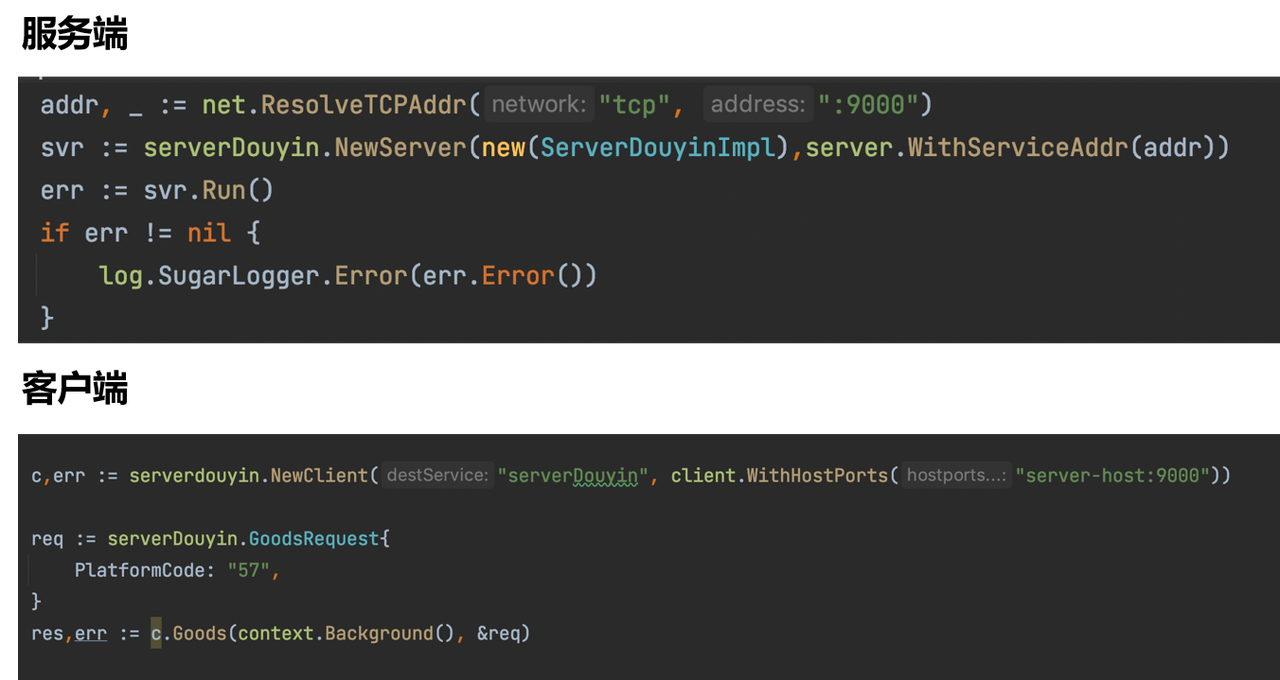 服务端
addr, _ := net.ResolveTCPAddr( network: "tcp", address: ":9000")
svr := serverDouyin.NewServer(new(ServerDouyinImpl),server.WithServiceAddr(addr))
err := svr.Run()
if err != nil {
log.SugarLogger.Error(err.Error())
}
客户端
c,err := serverdouyin.NewClient( destService: "serverDouyin", client.WithHostPorts( hostports...: "server-host:9000"))
req := serverDouyin.GoodsRequest{
PlatformCode: "57",
}
res,err := c.Goods(context.Background(), &req)